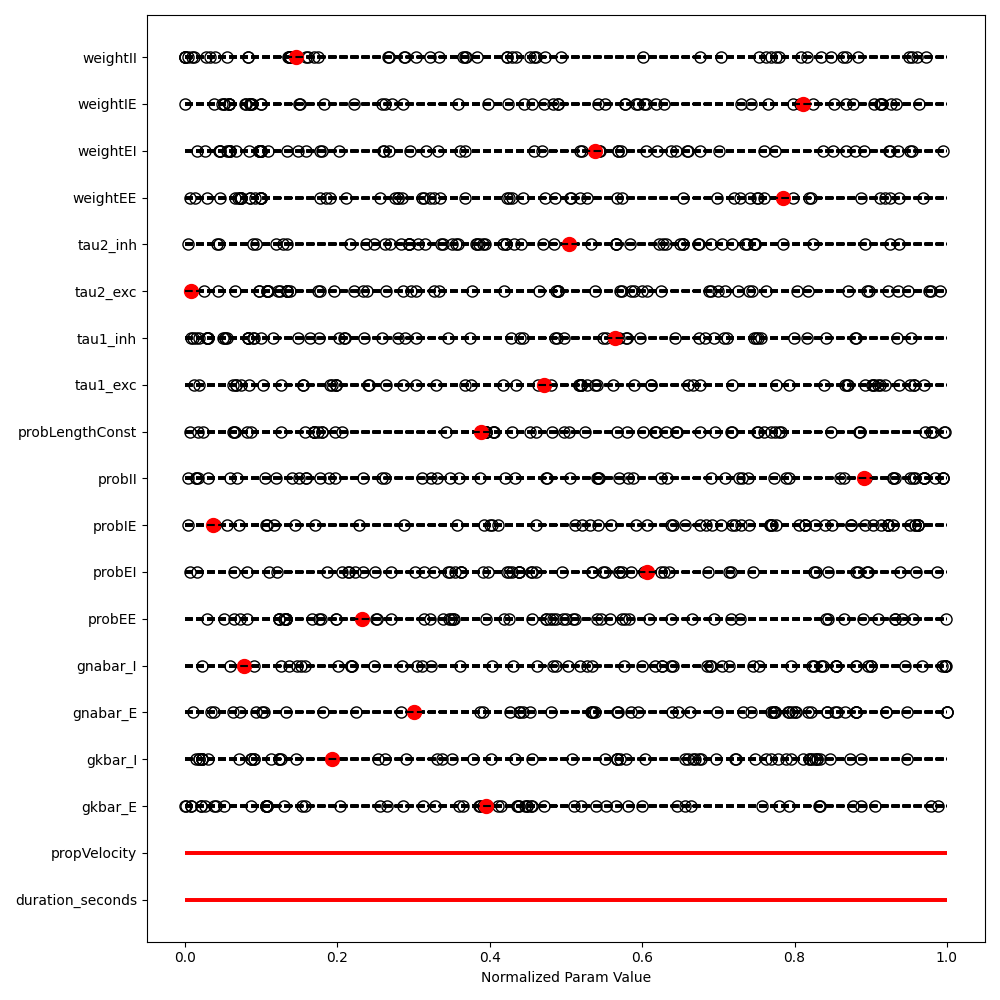 weightII
weightIE
weightEI
weightEE
tau2_inh
tau2_exc
tau1_inh
tau1_exc
probLengthConst
probII
probIE
probEI
probEE
gnabar_I
gnabar_E
gkbar_I
gkbar_E
propVelocity
duration_seconds
0.0 0.2 0.4 0.6 0.8 1.0
Normalized Param Value